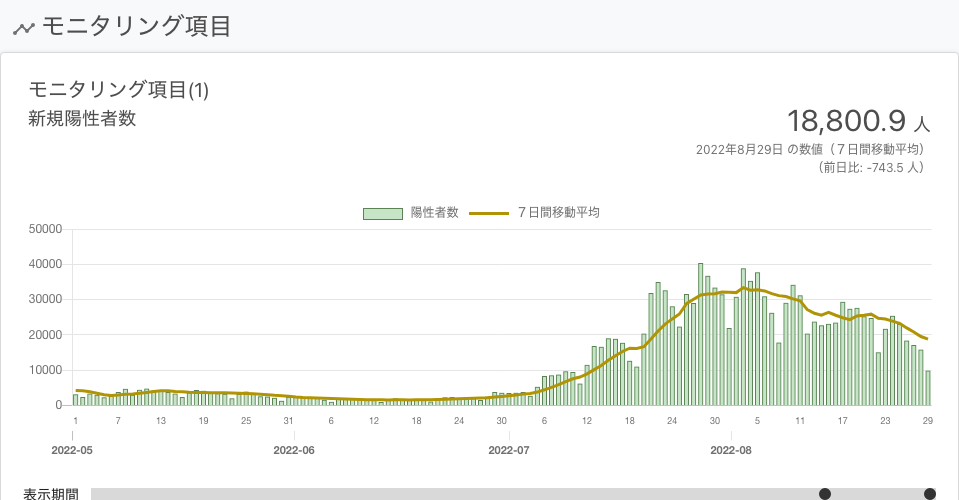 モニタリング項目
モニタリング項目(1)
新規陽性者数
18,800.9 人
2022年8月29日 の数値（７日間移動平均）
（前日比: -743.5 人）
陽性者数 ７日間移動平均
50000
40000
30000
20000
10000
0
1 7 13 19 25 31 6 12 18 24 30 6 12 18 24 30 5 11 17 23 29
2022-05 2022-06 2022-07 2022-08
表示期間